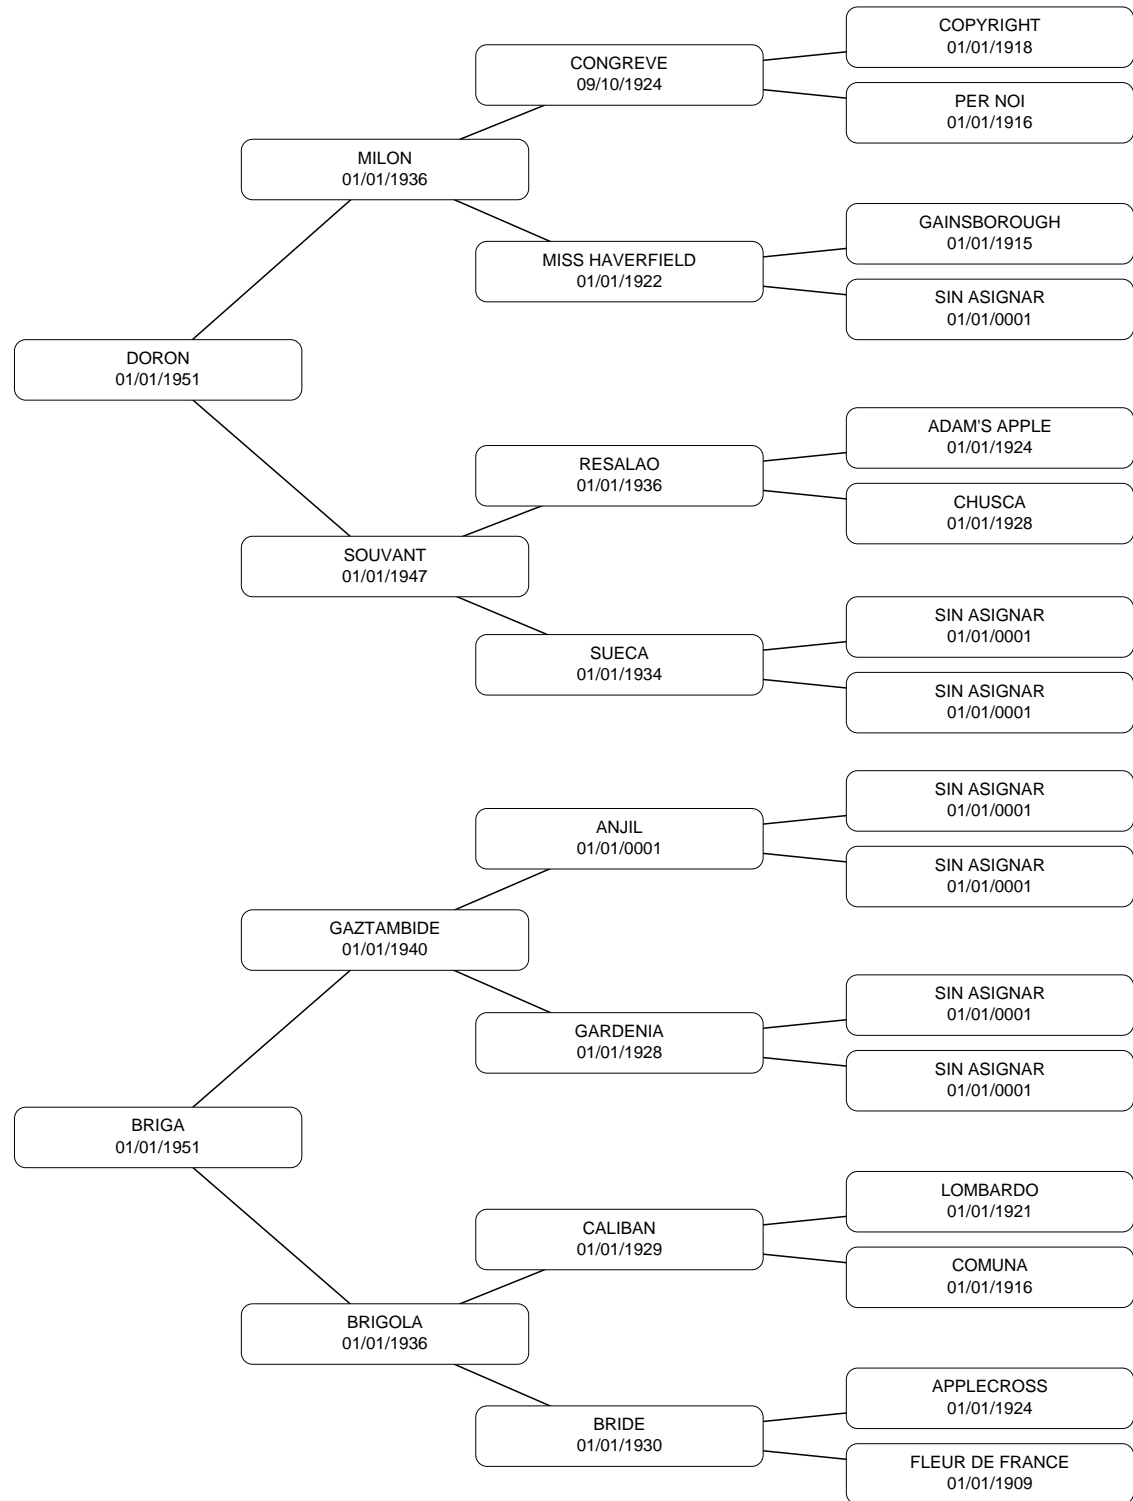 COPYRIGHT
01/01/1918
CONGREVE
09/10/1924
PER NOI
01/01/1916
MILON
01/01/1936
GAINSBOROUGH
01/01/1915
MISS HAVERFIELD
01/01/1922
SIN ASIGNAR
01/01/0001
DORON
01/01/1951
ADAM'S APPLE
01/01/1924
RESALAO
01/01/1936
CHUSCA
01/01/1928
SOUVANT
01/01/1947
SIN ASIGNAR
01/01/0001
SUECA
01/01/1934
SIN ASIGNAR
01/01/0001
SIN ASIGNAR
01/01/0001
ANJIL
01/01/0001
SIN ASIGNAR
01/01/0001
GAZTAMBIDE
01/01/1940
SIN ASIGNAR
01/01/0001
GARDENIA
01/01/1928
SIN ASIGNAR
01/01/0001
BRIGA
01/01/1951
LOMBARDO
01/01/1921
CALIBAN
01/01/1929
COMUNA
01/01/1916
BRIGOLA
01/01/1936
APPLECROSS
01/01/1924
BRIDE
01/01/1930
FLEUR DE FRANCE
01/01/1909